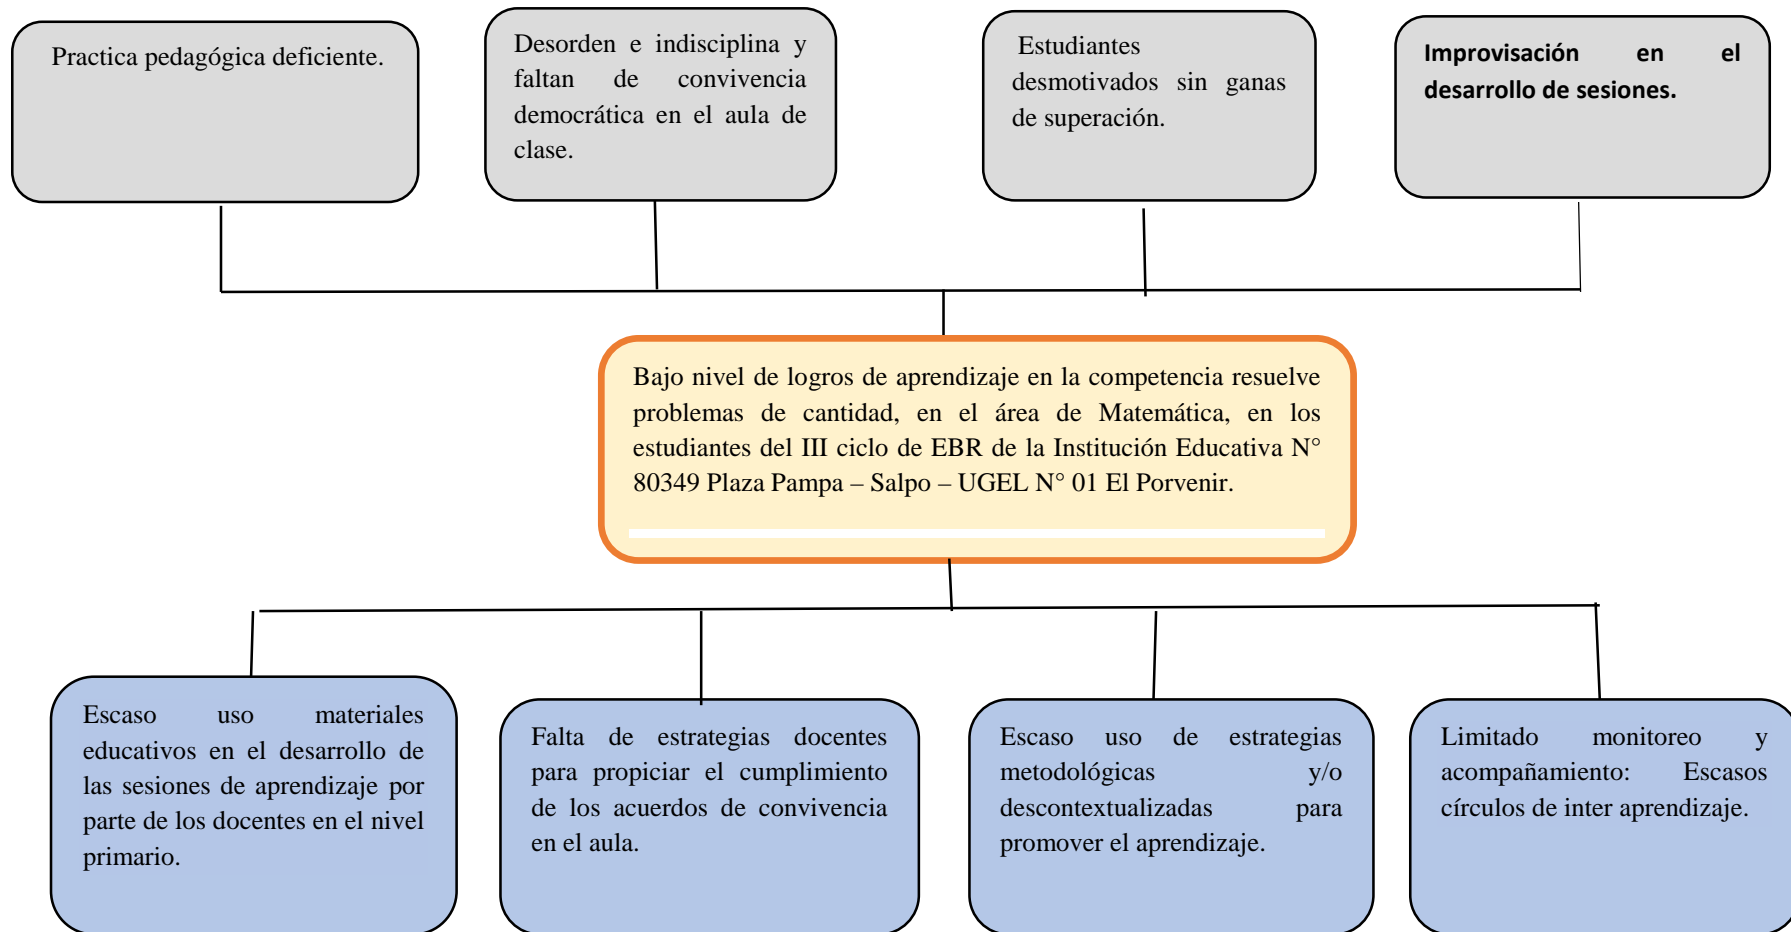 Practica pedagógica deficiente.
Desorden e indisciplina y
faltan de convivencia
democrática en el aula de
clase.
Estudiantes
desmotivados sin ganas
de superación.
Improvisación en el
desarrollo de sesiones.
Bajo nivel de logros de aprendizaje en la competencia resuelve
problemas de cantidad, en el área de Matemática, en los
estudiantes del III ciclo de EBR de la Institución Educativa N°
80349 Plaza Pampa – Salpo – UGEL N° 01 El Porvenir.
Escaso uso materiales
educativos en el desarrollo de
las sesiones de aprendizaje por
parte de los docentes en el nivel
primario.
Falta de estrategias docentes
para propiciar el cumplimiento
de los acuerdos de convivencia
en el aula.
Escaso uso de estrategias
metodológicas y/o
descontextualizadas para
promover el aprendizaje.
Limitado monitoreo y
acompañamiento: Escasos
círculos de inter aprendizaje.